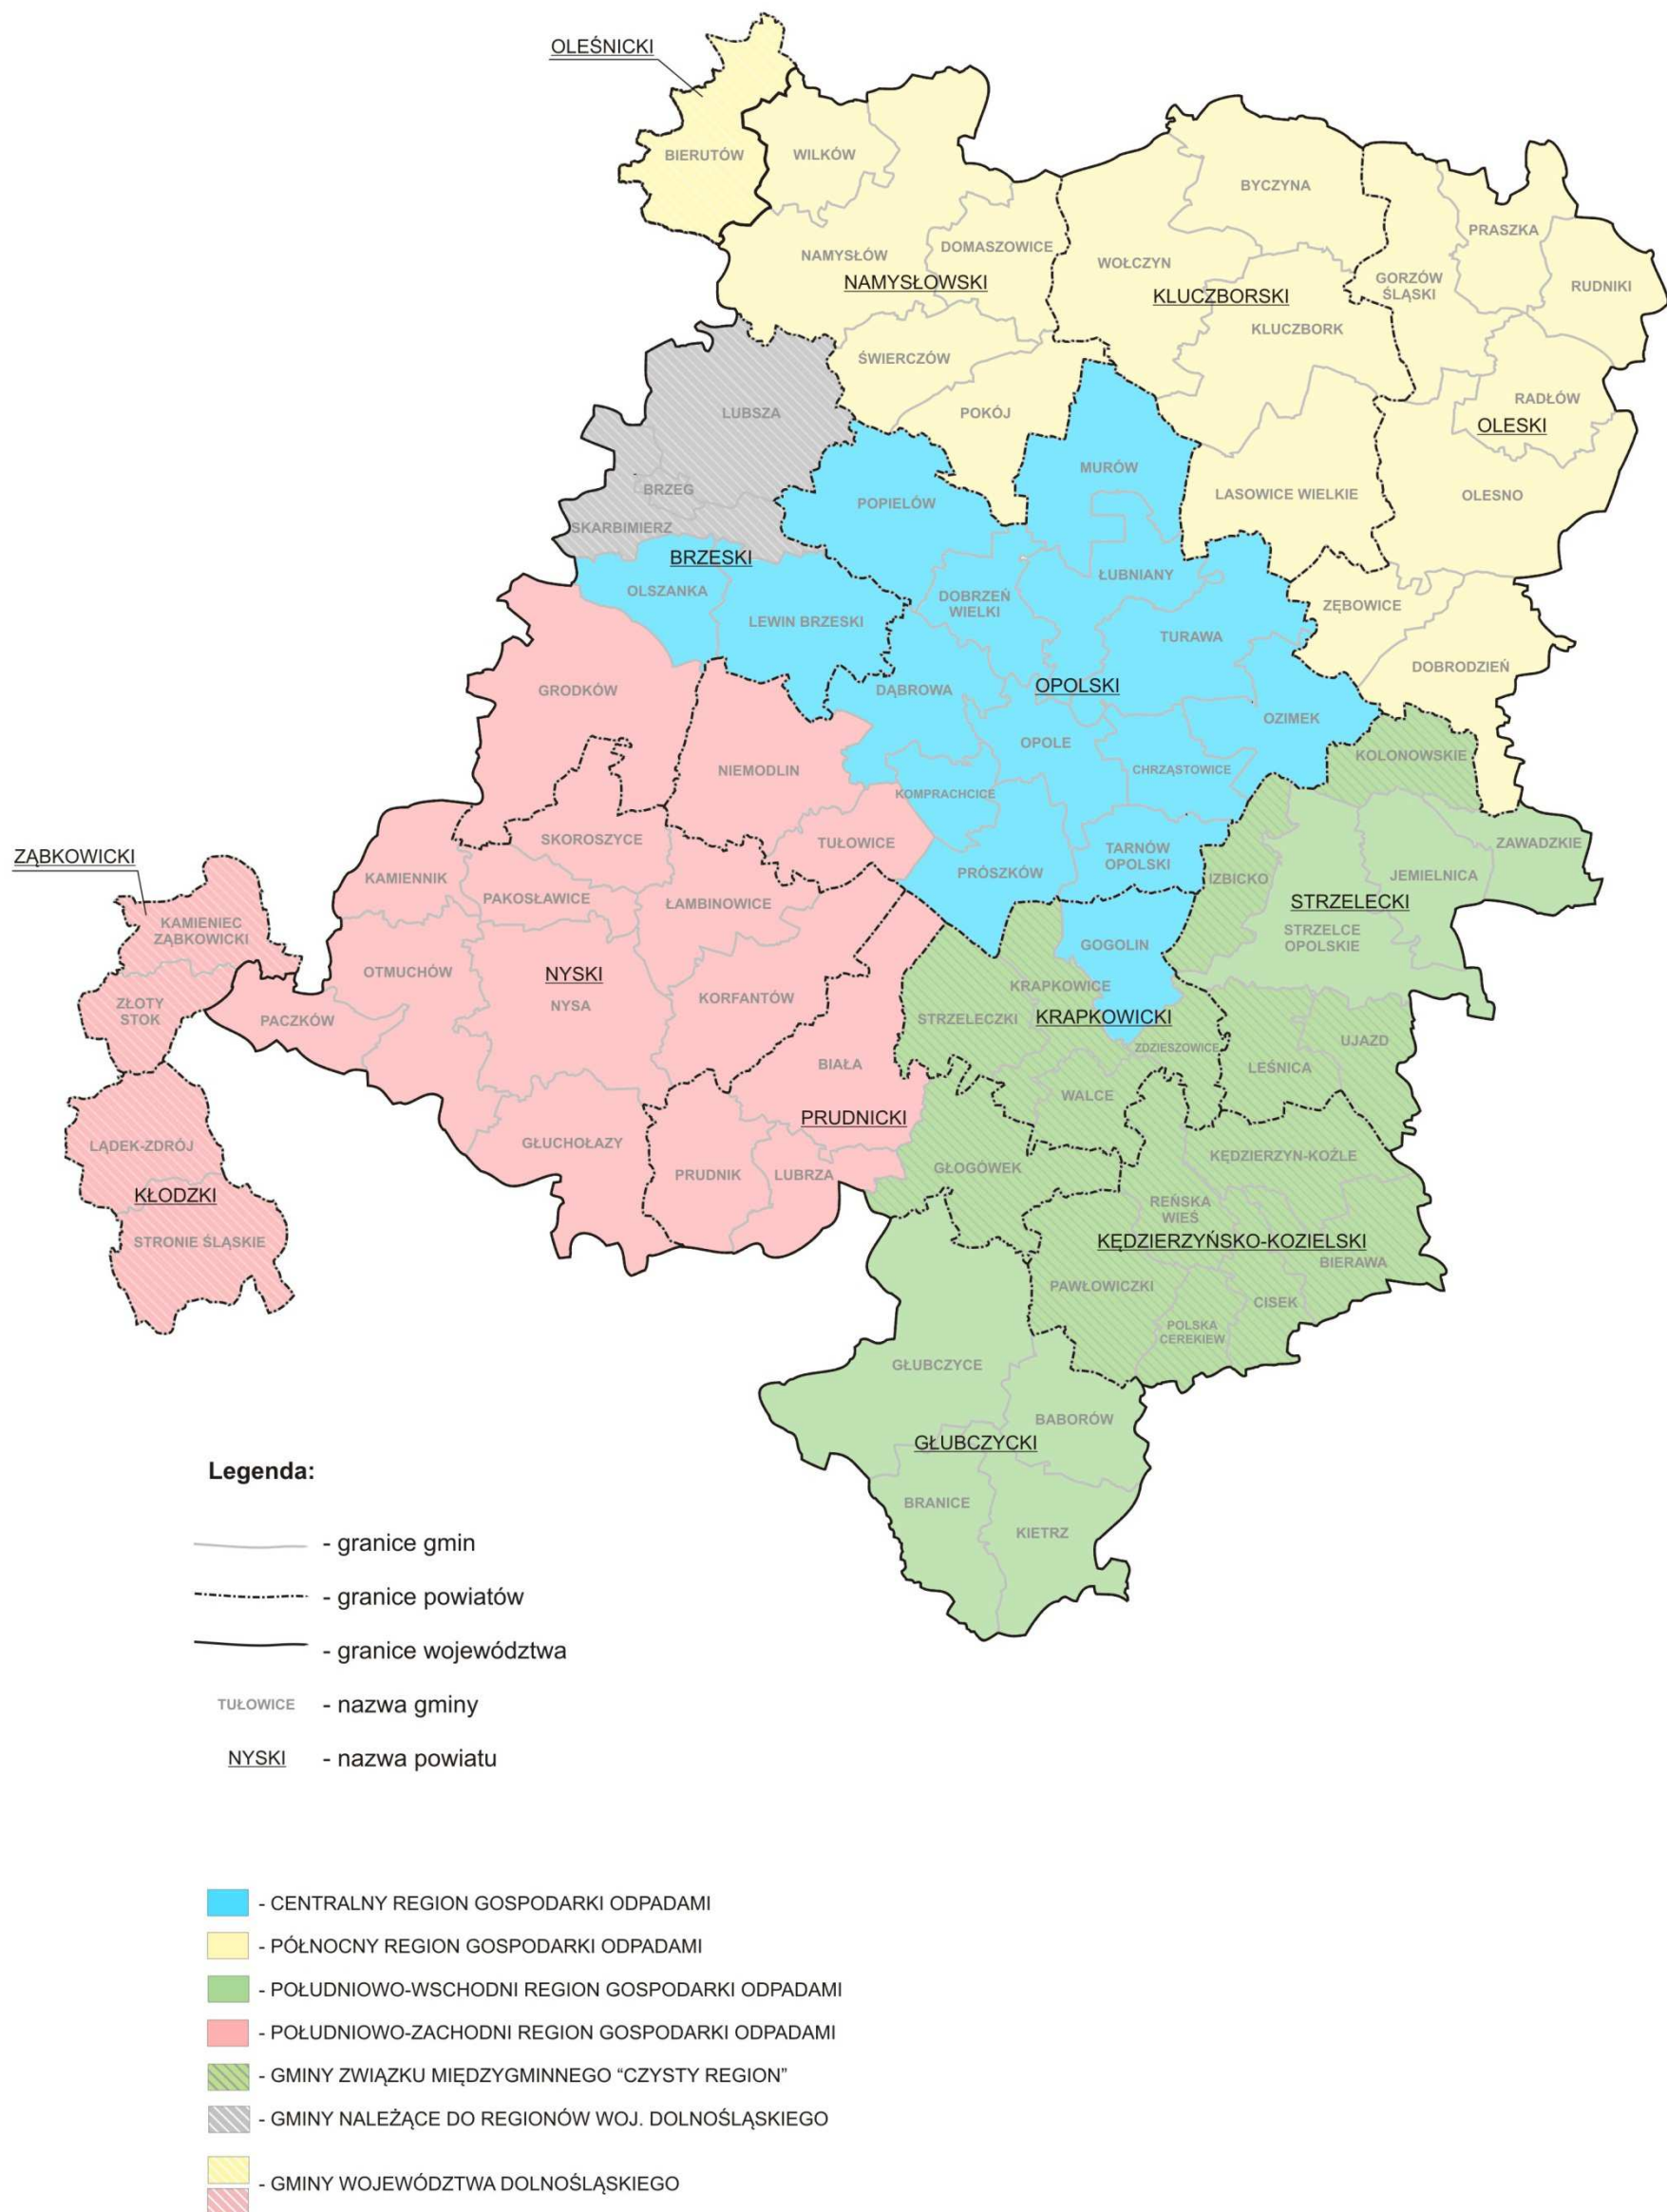 OLEŚNICKI
BIERUTÓW
WILKÓW
BYCZYNA
PRASZKA
NAMYSŁÓW
DOMASZOWICE
WOŁCZYN
NAMYSŁOWSKI
KLUCZBORSKI
GORZÓW
ŚLĄSKI
RUDNIKI
KLUCZBORK
ŚWIERCZÓW
RADŁÓW
LUBSZA
POKÓJ
OLESKI
MURÓW
BRZEG
POPIELÓW
LASOWICE WIELKIE
OLESNO
SKARBIMIERZ
BRZESKI
ŁUBNIANY
OLSZANKA
DOBRZEŃ
WIELKI
ZĘBOWICE
LEWIN BRZESKI
TURAWA
DOBRODZIEŃ
GRODKÓW
DĄBROWA
OPOLSKI
OZIMEK
OPOLE
KOLONOWSKIE
NIEMODLIN
CHRZĄSTOWICE
KOMPRACHCICE
SKOROSZYCE
TUŁOWICE
TARNÓW
OPOLSKI
ZAWADZKIE
ZĄBKOWICKI
KAMIENNIK
PRÓSZKÓW
IZBICKO
JEMIELNICA
PAKOSŁAWICE
ŁAMBINOWICE
STRZELECKI
KAMIENIEC
ZĄBKOWICKI
STRZELCE
OPOLSKIE
GOGOLIN
OTMUCHÓW
NYSKI
KRAPKOWICE
ZŁOTY
STOK
NYSA
KORFANTÓW
PACZKÓW
STRZELECZKI
KRAPKOWICKI
UJAZD
ZDZIESZOWICE
BIAŁA
LEŚNICA
WALCE
PRUDNICKI
LĄDEK-ZDRÓJ
GŁUCHOŁAZY
KĘDZIERZYN-KOŹLE
GŁOGÓWEK
PRUDNIK
LUBRZA
KŁODZKI
REŃSKA
WIEŚ
STRONIE ŚLĄSKIE
KĘDZIERZYŃSKO-KOZIELSKI
BIERAWA
PAWŁOWICZKI
CISEK
POLSKA
CEREKIEW
GŁUBCZYCE
BABORÓW
GŁUBCZYCKI
BRANICE
KIETRZ
Legenda:
- granice gmin
- granice powiatów
- granice województwa
TUŁOWICE - nazwa gminy
NYSKI - nazwa powiatu
- CENTRALNY REGION GOSPODARKI ODPADAMI
- PÓŁNOCNY REGION GOSPODARKI ODPADAMI
- POŁUDNIOWO-WSCHODNI REGION GOSPODARKI ODPADAMI
- POŁUDNIOWO-ZACHODNI REGION GOSPODARKI ODPADAMI
- GMINY ZWIĄZKU MIĘDZYGMINNEGO “CZYSTY REGION”
- GMINY NALEŻĄCE DO REGIONÓW WOJ. DOLNOŚLĄSKIEGO
- GMINY WOJEWÓDZTWA DOLNOŚLĄSKIEGO